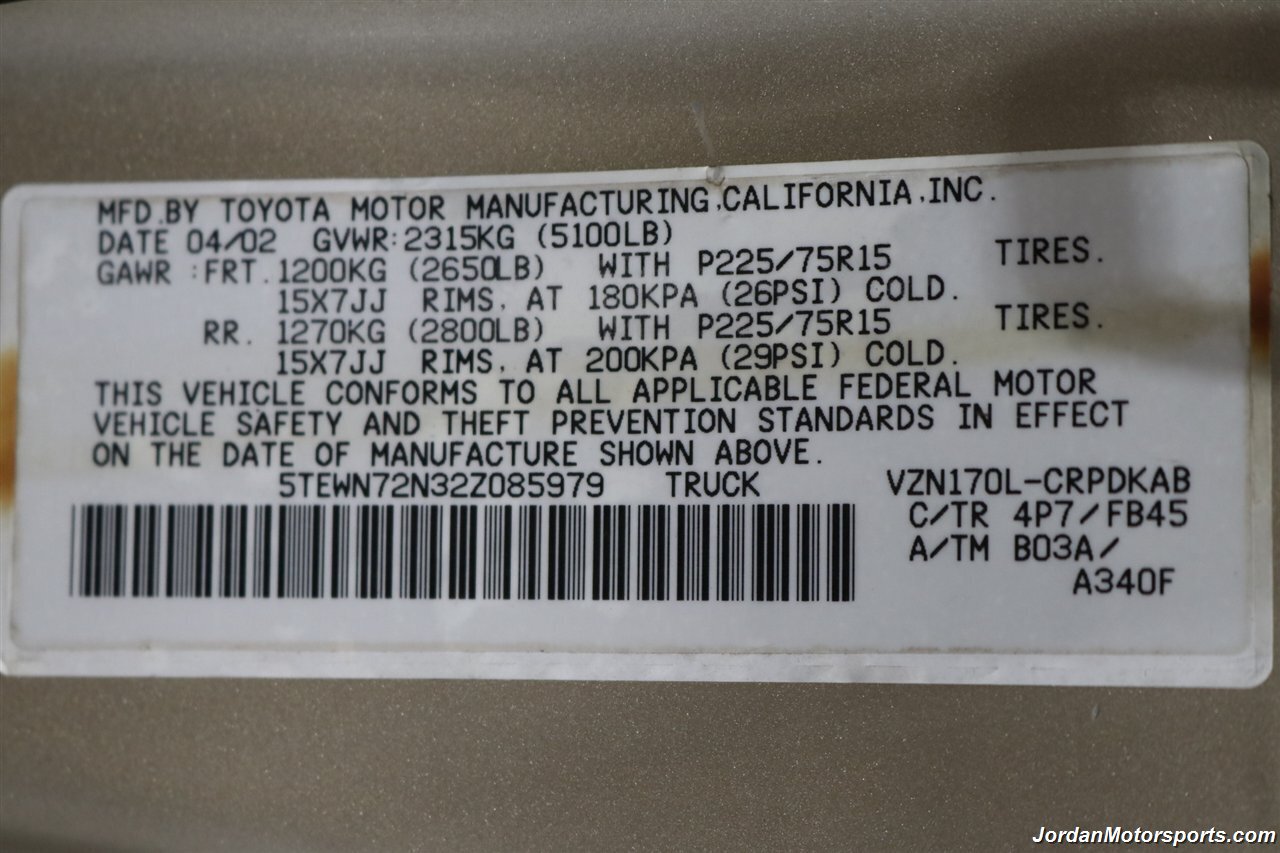 MFD.BY TOYOTA MOTOR MANUFACTURING,CALIFORNIA,INC.
DATE 04/02 GVWR:2315KG (5100LB)
GAWR :FRT. 1200KG (2650LB) WITH P225/75R15 TIRES.
15X7JJ RIMS, AT 180KPA (26PSI) COLD.
RR. 1270KG (2800LB) WITH P225/75R15 TIRES.
15X7JJ RIMS, AT 200KPA (29PSI) COLD.
THIS VEHICLE CONFORMS TO ALL APPLICABLE FEDERAL MOTOR
VEHICLE SAFETY AND THEFT PREVENTION STANDARDS IN EFFECT
ON THE DATE OF MANUFACTURE SHOWN ABOVE.
5TEWN72N32Z085979 TRUCK VZN170L-CRPDKAB
C/TR 4P7/FB45
A/TM B03A/
A340F
JordanMotorsports.com